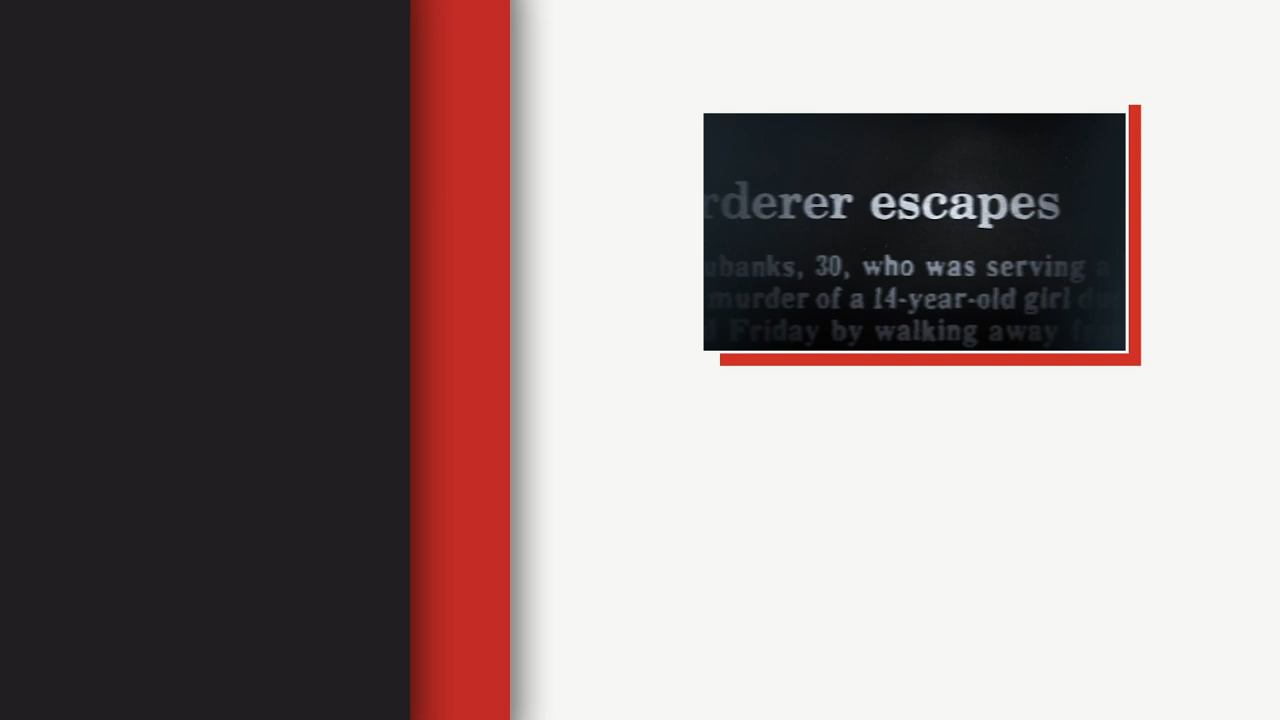 rderer escapes
ubanks, 30, who was serving a
murder of a 14-year-old girl
Friday by walking away